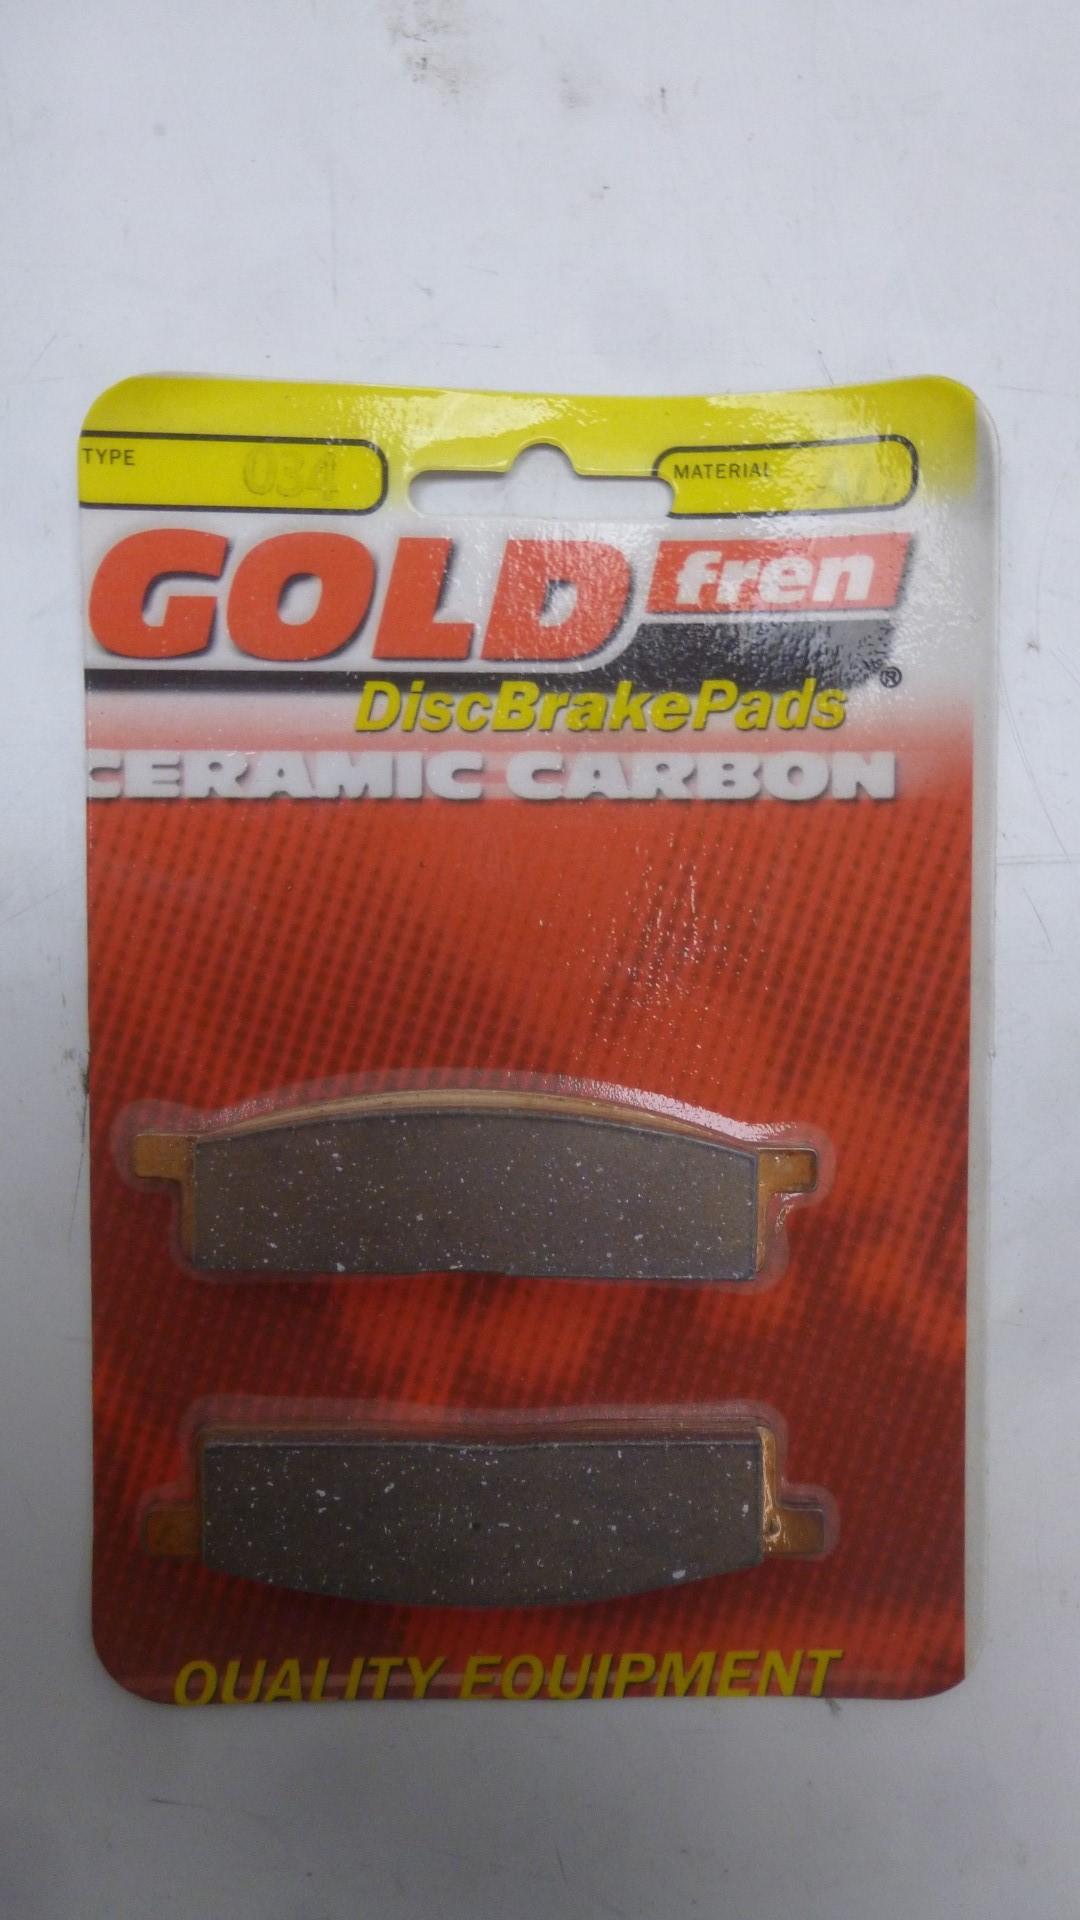 TYPE 034
MATERIAL
GOLD fren
®
DiscBrakePads
CERAMIC CARBON
QUALITY EQUIPMENT